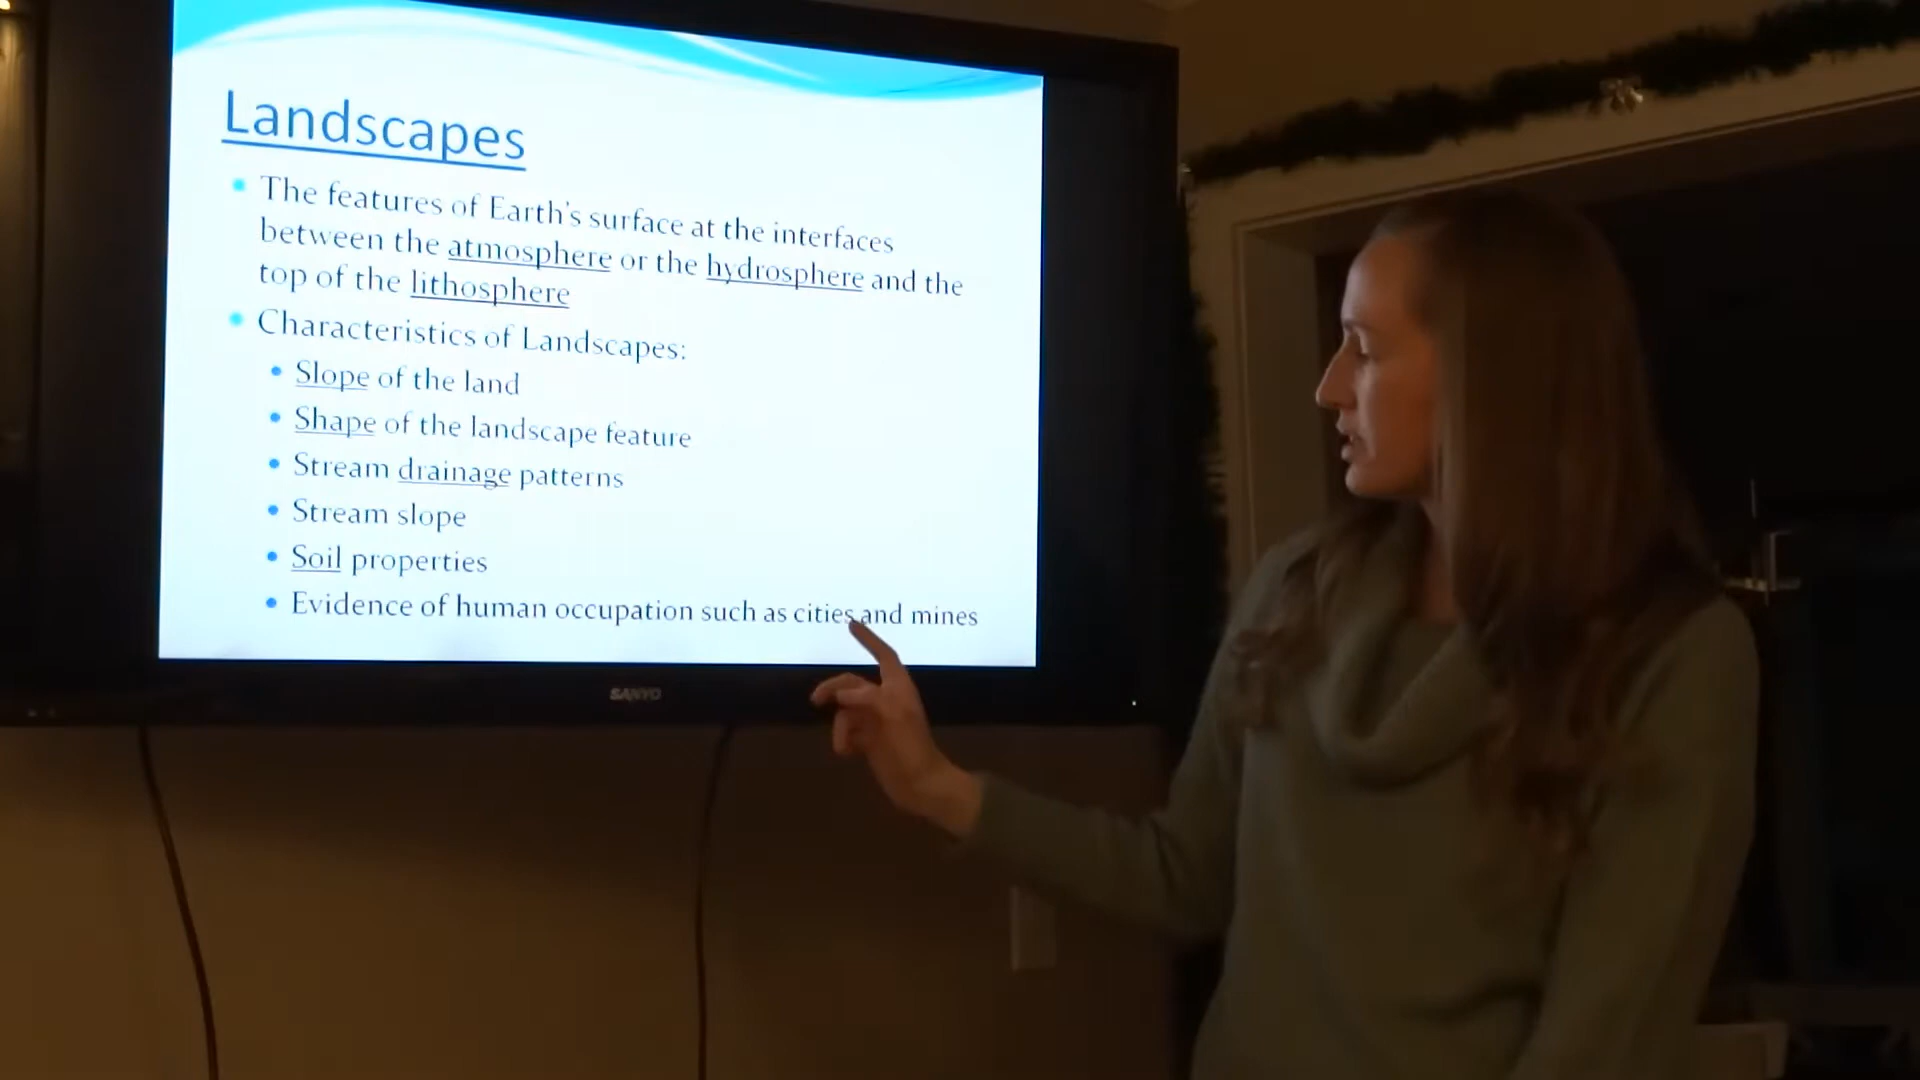 Landscapes
The features of Earth's surface at the interfaces
between the atmosphere or the hydrosphere and the
top of the lithosphere
Characteristics of Landscapes:
Slope of the land
Shape of the landscape feature
Stream drainage patterns
Stream slope
Soil properties
Evidence of human occupation such as cities and mines
SANYO